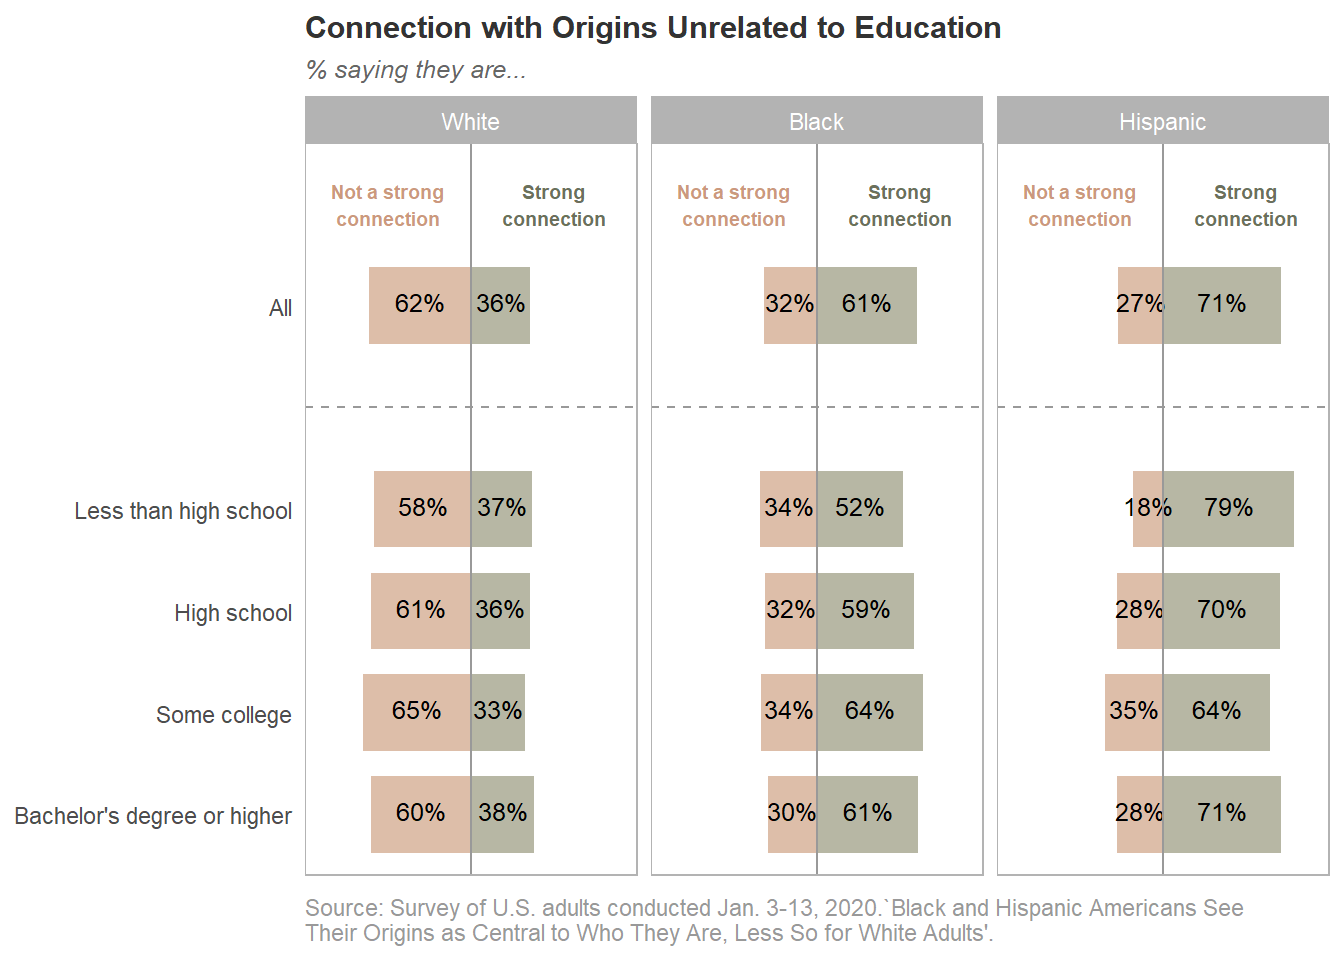 Connection with Origins Unrelated to Education
% saying they are...
White
Black
Hispanic
Not a strong
connection
Strong
connection
Not a strong
connection
Strong
connection
Not a strong
connection
Strong
connection
All
62%
36%
32%
61%
27%
71%
Less than high school
58%
37%
34%
52%
18%
79%
High school
61%
36%
32%
59%
28%
70%
Some college
65%
33%
34%
64%
35%
64%
Bachelor's degree or higher
60%
38%
30%
61%
28%
71%
Source: Survey of U.S. adults conducted Jan. 3-13, 2020.`Black and Hispanic Americans See
Their Origins as Central to Who They Are, Less So for White Adults'.